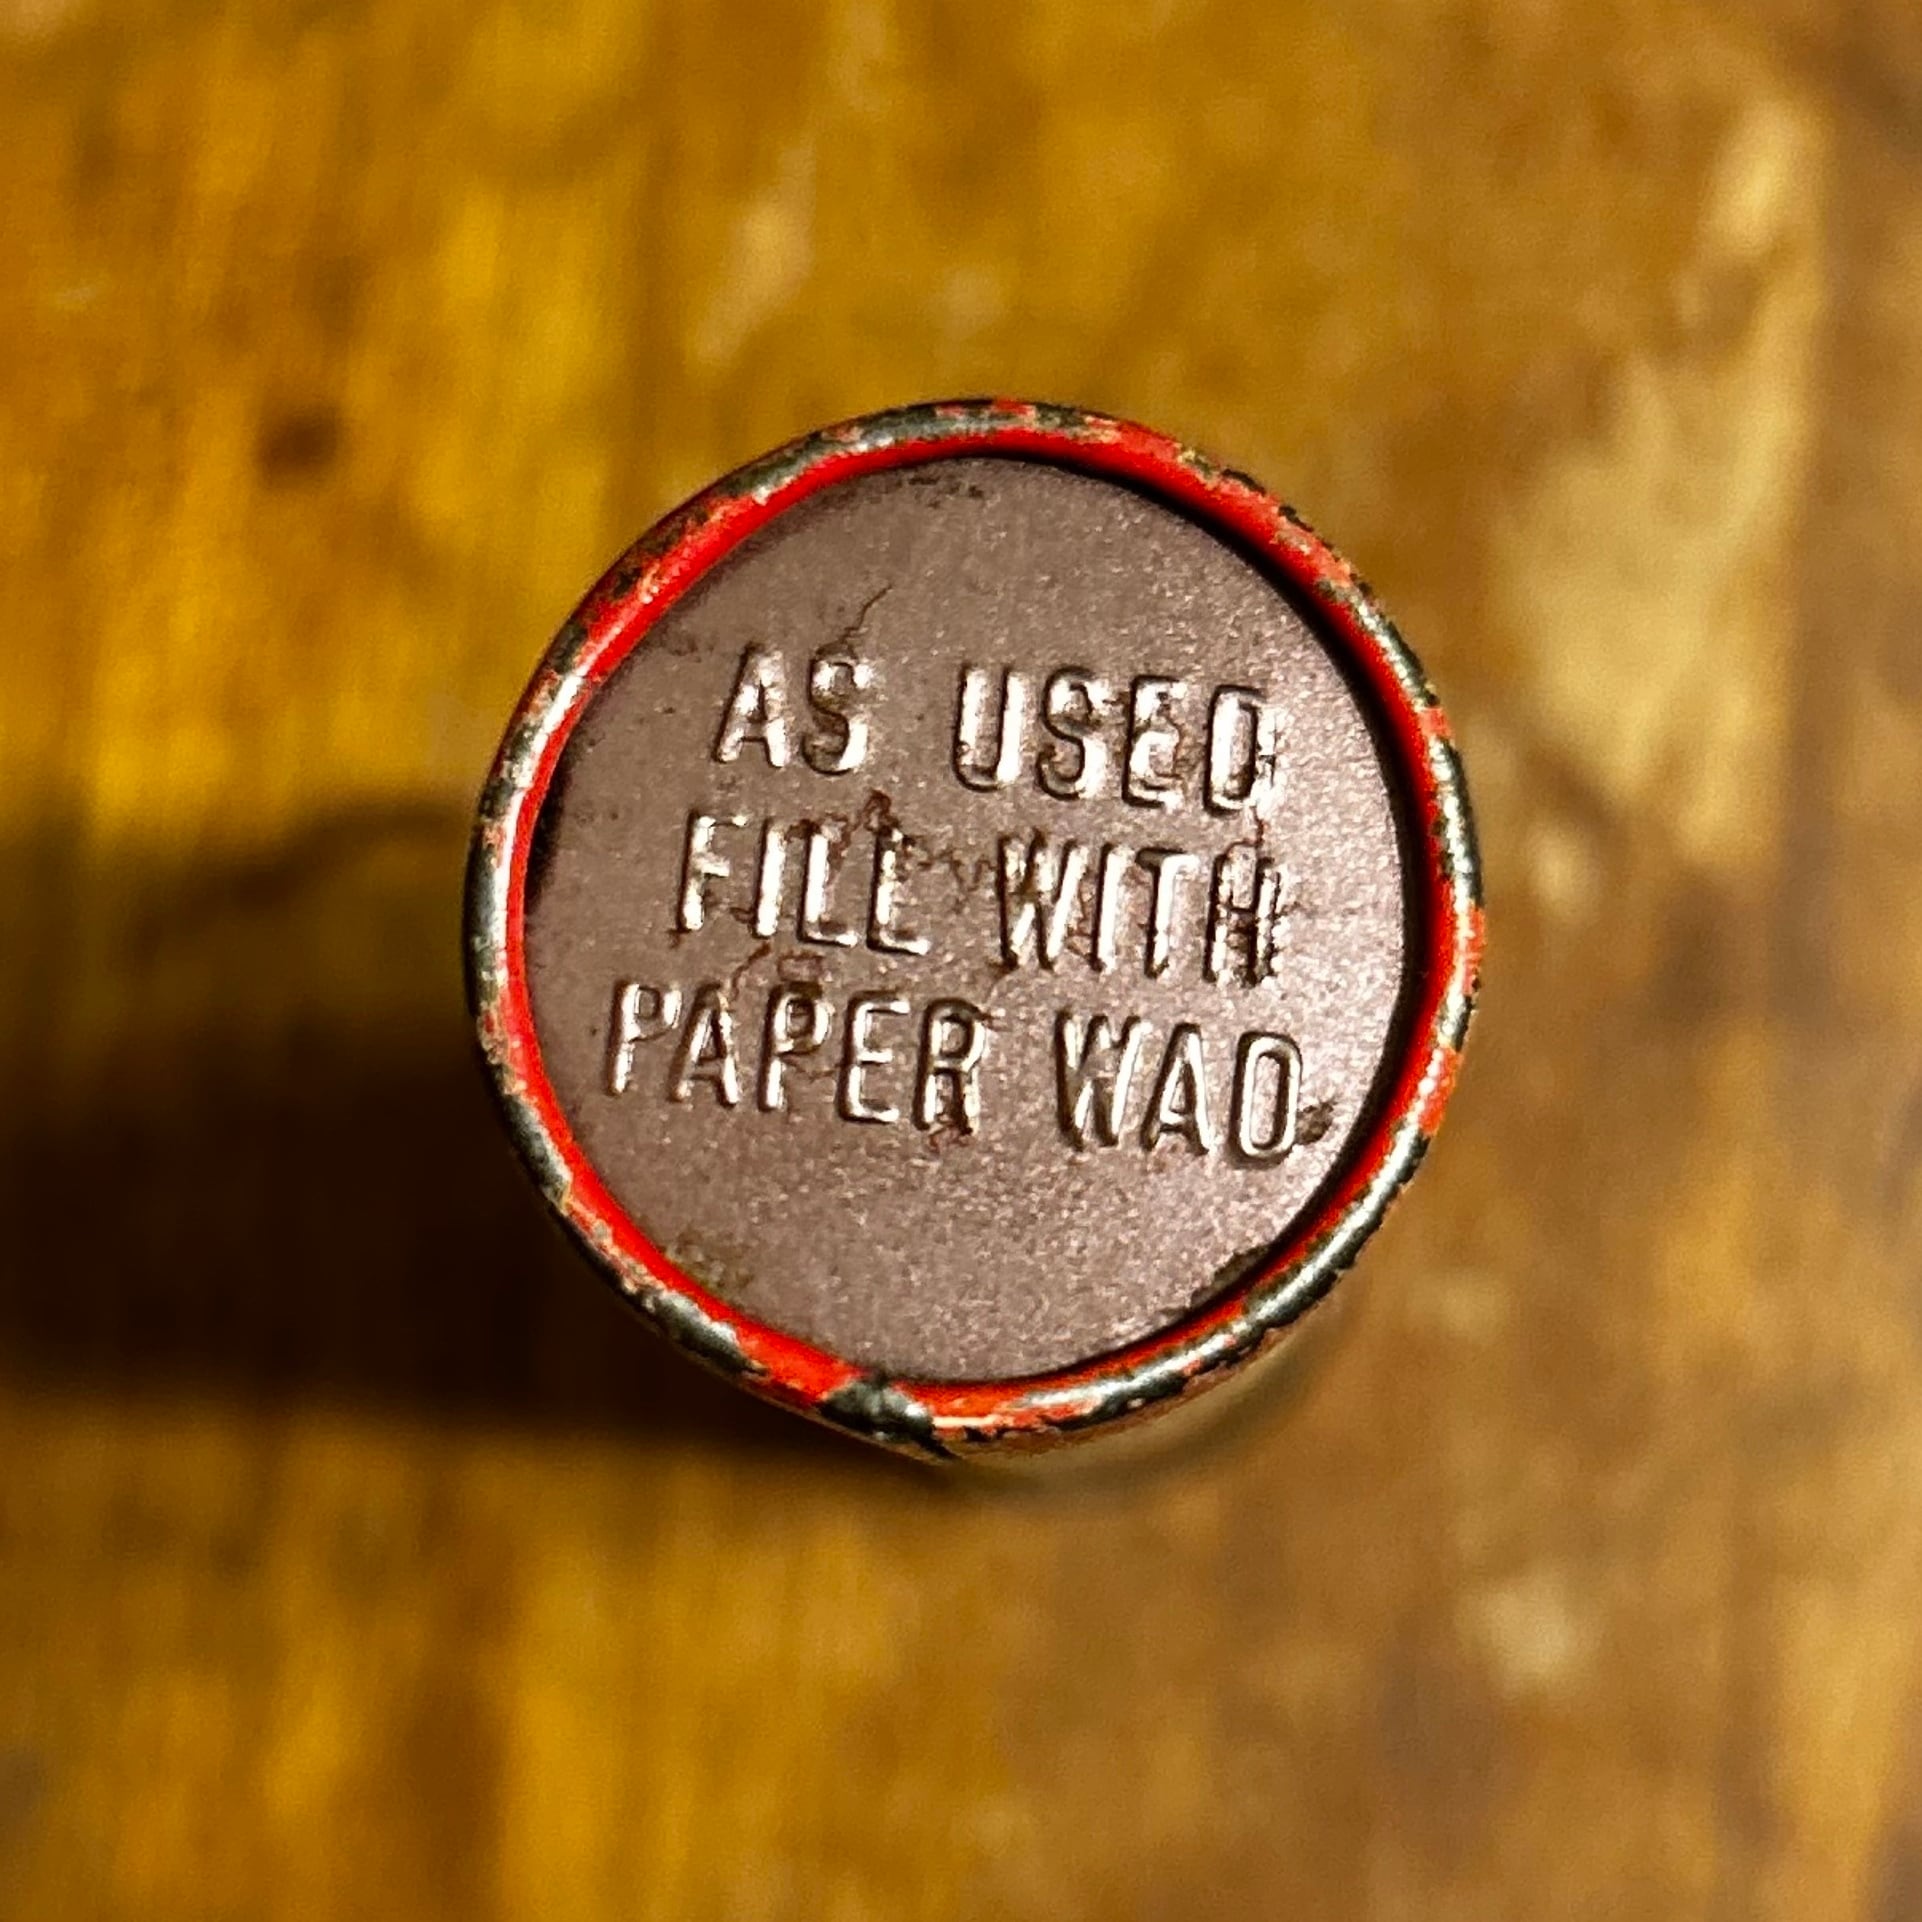 AS USED
FILL WITH
PAPER WAD